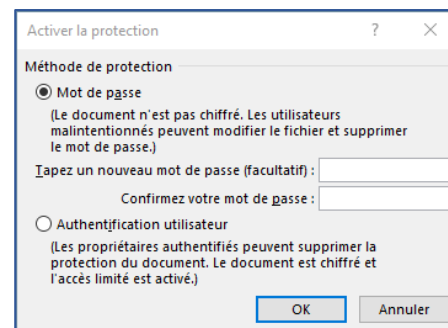 Activer la protection ? ×
Méthode de protection
Mot de passe
(Le document n'est pas chiffré. Les utilisateurs
malintentionnés peuvent modifier le fichier et supprimer
le mot de passe.)
Tapez un nouveau mot de passe (facultatif) :
Confirmez votre mot de passe :
Authentification utilisateur
(Les propriétaires authentifiés peuvent supprimer la
protection du document. Le document est chiffré et
l'accès limité est activé.)
OK Annuler